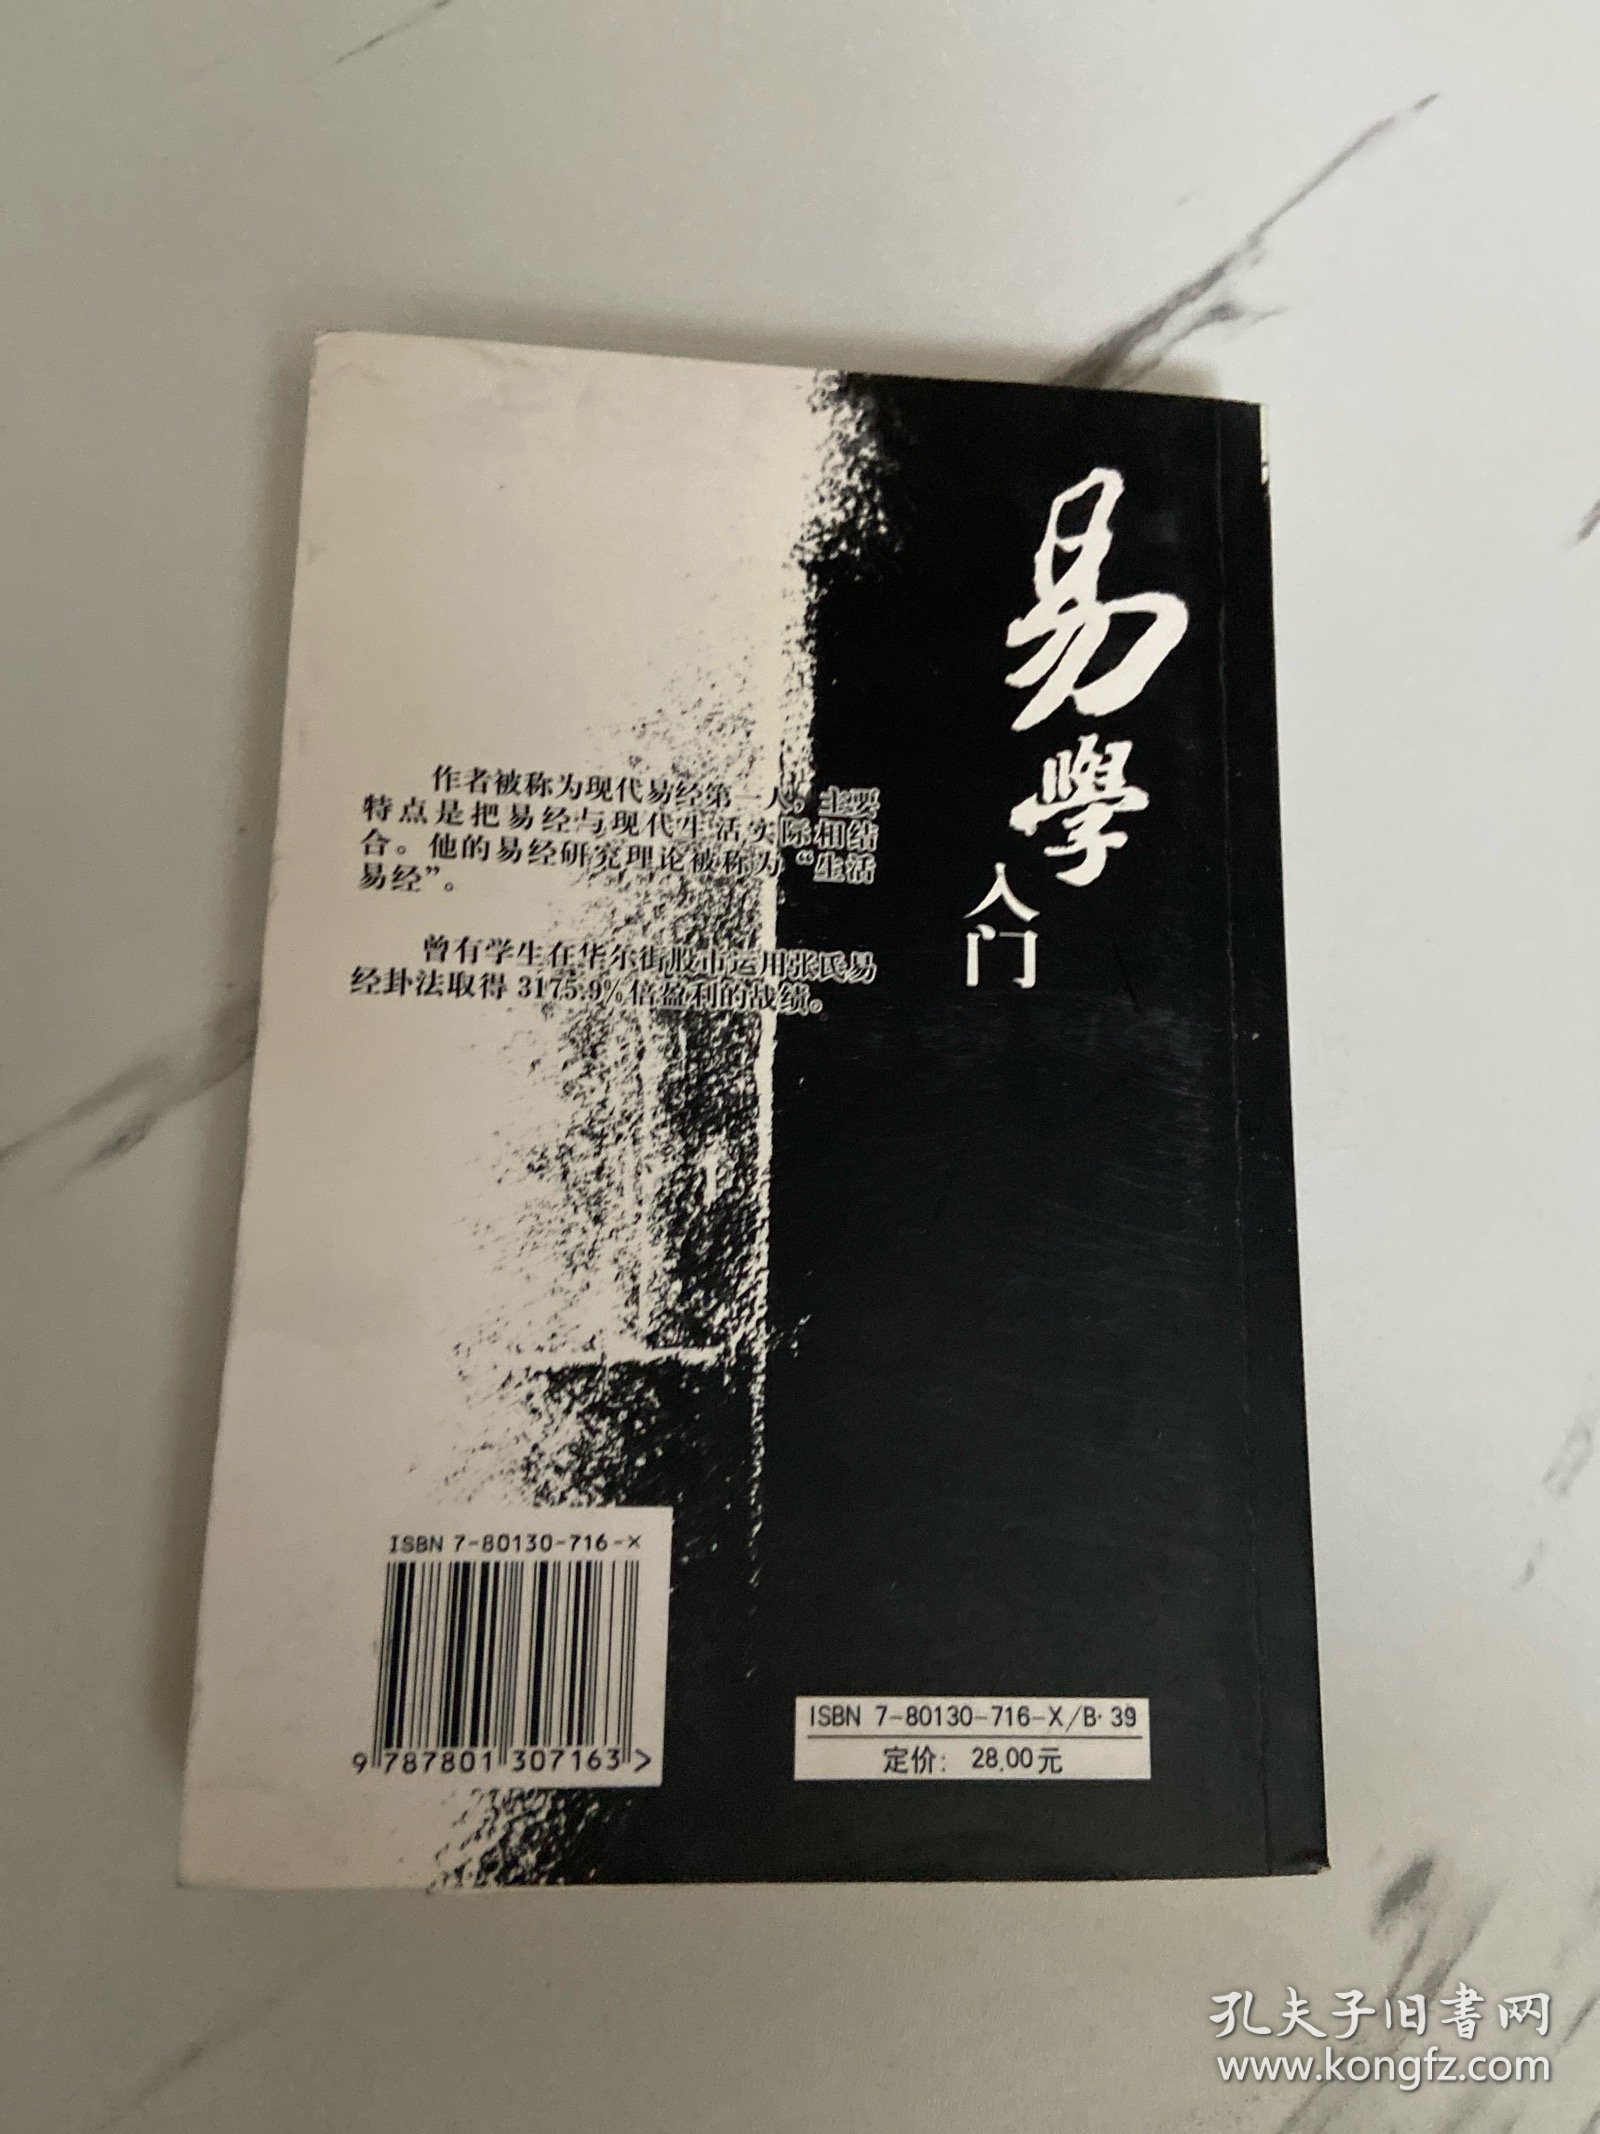 易學
入门
作者被称为现代易经第一人，主要
特点是把易经与现代生活实际相结
合。他的易经研究理论被称为“生活
易经”。
曾有学生在华尔街股市运用张氏易
经卦法取得3175.9%倍盈利的战绩。
ISBN 7-80130-716-X
9 787801 307163 >
ISBN 7-80130-716-X/B·39
定价：28.00元
孔夫子旧书网
www.kongfz.com